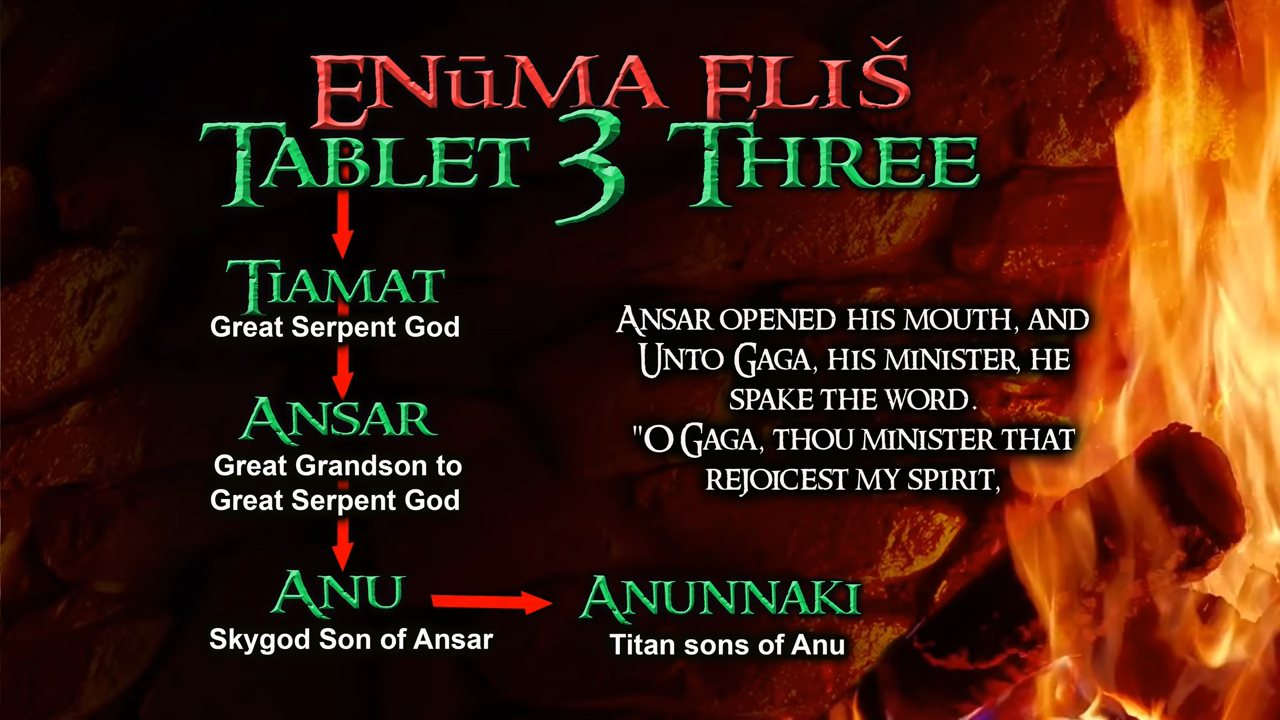 Enūma Eliš
Tablet 3 Three
Tiamat
Great Serpent God
Ansar
Great Grandson to
Great Serpent God
Anu
Skygod Son of Ansar
Anunnaki
Titan sons of Anu
Ansar opened his mouth, and
Unto Gaga, his minister, he
spake the word.
"O Gaga, thou minister that
rejoicest my spirit,